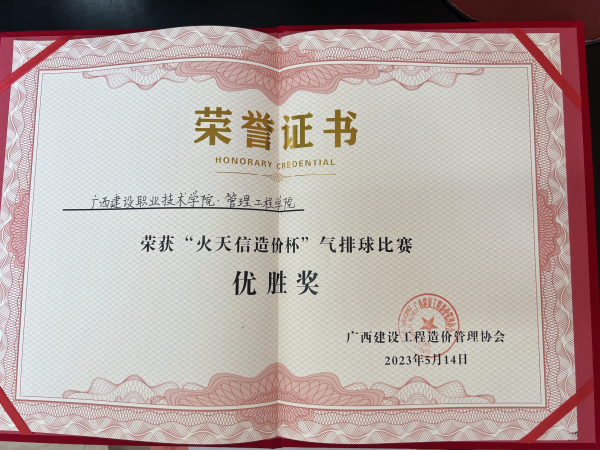 荣誉证书
HONORARY CREDENTIAL
广西建设职业技术学院·管理工程学院
荣获“火天信造价杯”气排球比赛
优胜奖
广西建设工程造价管理协会
2023年5月14日